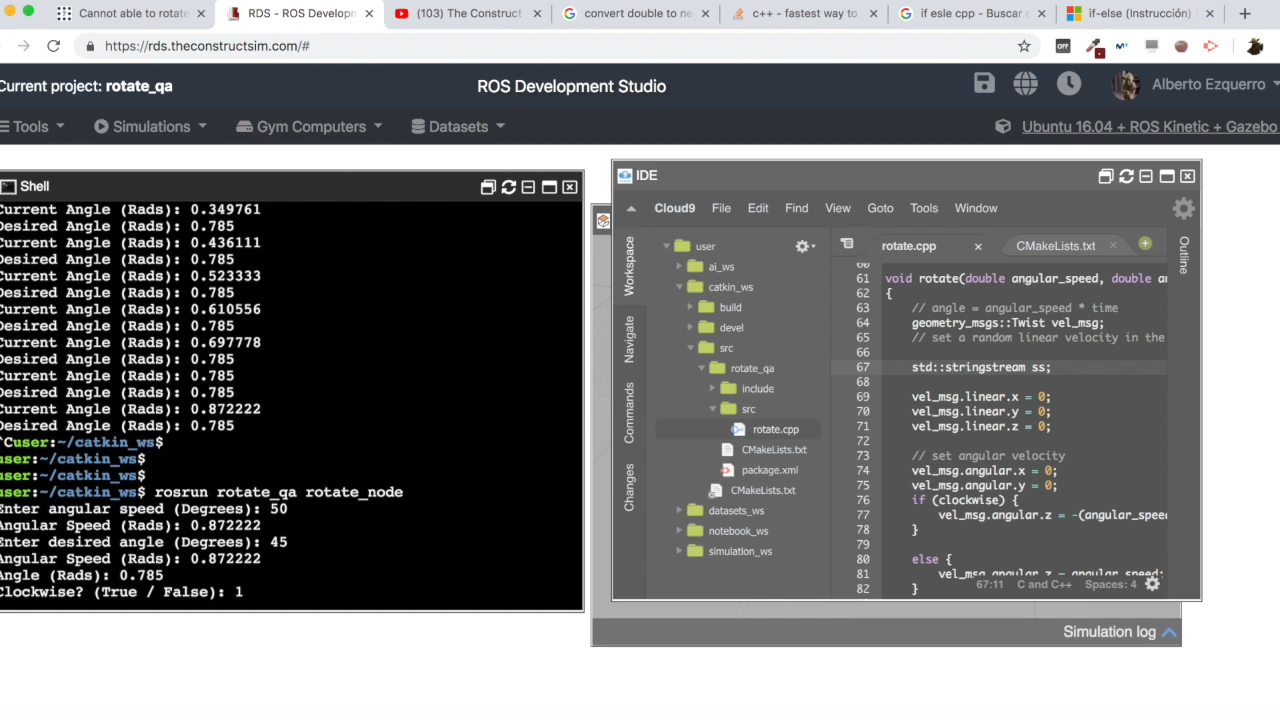 Cannot able to rotate
RDS - ROS Developm
(103) The Construct
convert double to ne
c++ - fastest way to
if esle cpp - Buscar c
if-else (Instrucción)
https://rds.theconstructsim.com/#
OFF
Current project: rotate_qa
ROS Development Studio
Alberto Ezquerro
Tools
Simulations
Gym Computers
Datasets
Ubuntu 16.04 + ROS Kinetic + Gazebo
Shell
Current Angle (Rads): 0.349761
Desired Angle (Rads): 0.785
Current Angle (Rads): 0.436111
Desired Angle (Rads): 0.785
Current Angle (Rads): 0.523333
Desired Angle (Rads): 0.785
Current Angle (Rads): 0.610556
Desired Angle (Rads): 0.785
Current Angle (Rads): 0.697778
Desired Angle (Rads): 0.785
Current Angle (Rads): 0.785
Desired Angle (Rads): 0.785
Current Angle (Rads): 0.872222
Desired Angle (Rads): 0.785
^Cuser:~/catkin_ws$
user:~/catkin_ws$
user:~/catkin_ws$
user:~/catkin_ws$ rosrun rotate_qa rotate_node
Enter angular speed (Degrees): 50
Angular Speed (Rads): 0.872222
Enter desired angle (Degrees): 45
Angular Speed (Rads): 0.872222
Angle (Rads): 0.785
Clockwise? (True / False): 1
IDE
Cloud9 File Edit Find View Goto Tools Window
Workspace
Navigate
Commands
Changes
user
ai_ws
catkin_ws
build
devel
src
rotate_qa
include
src
rotate.cpp
CMakeLists.txt
package.xml
CMakeLists.txt
datasets_ws
notebook_ws
simulation_ws
rotate.cpp
CMakeLists.txt
Outline
60
61 void rotate(double angular_speed, double an
62 {
63 // angle = angular_speed * time
64 geometry_msgs::Twist vel_msg;
65 // set a random linear velocity in the
66
67 std::stringstream ss;
68
69 vel_msg.linear.x = 0;
70 vel_msg.linear.y = 0;
71 vel_msg.linear.z = 0;
72
73 // set angular velocity
74 vel_msg.angular.x = 0;
75 vel_msg.angular.y = 0;
76 if (clockwise) {
77 vel_msg.angular.z = -(angular_speed
78 }
79
80 else {
81 vel_msg.angular.z = angular_speed;
82 }
67:11 C and C++ Spaces: 4
Simulation log